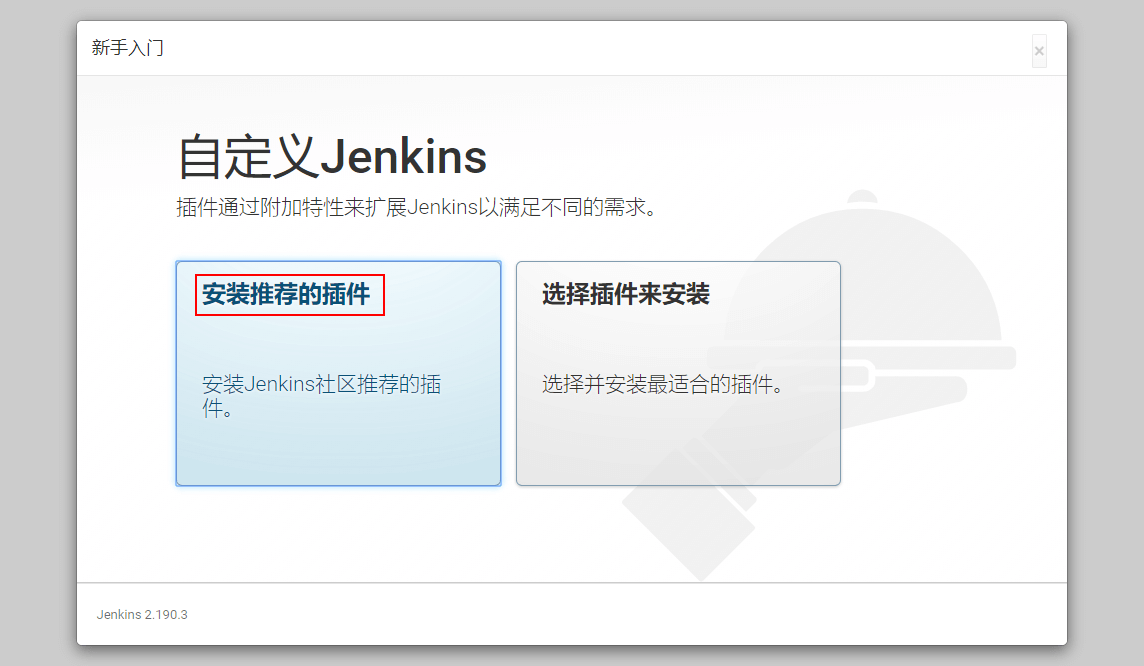 新手入门
×
自定义Jenkins
插件通过附加特性来扩展Jenkins以满足不同的需求。
安装推荐的插件
安装Jenkins社区推荐的插
件。
选择插件来安装
选择并安装最适合的插件。
Jenkins 2.190.3